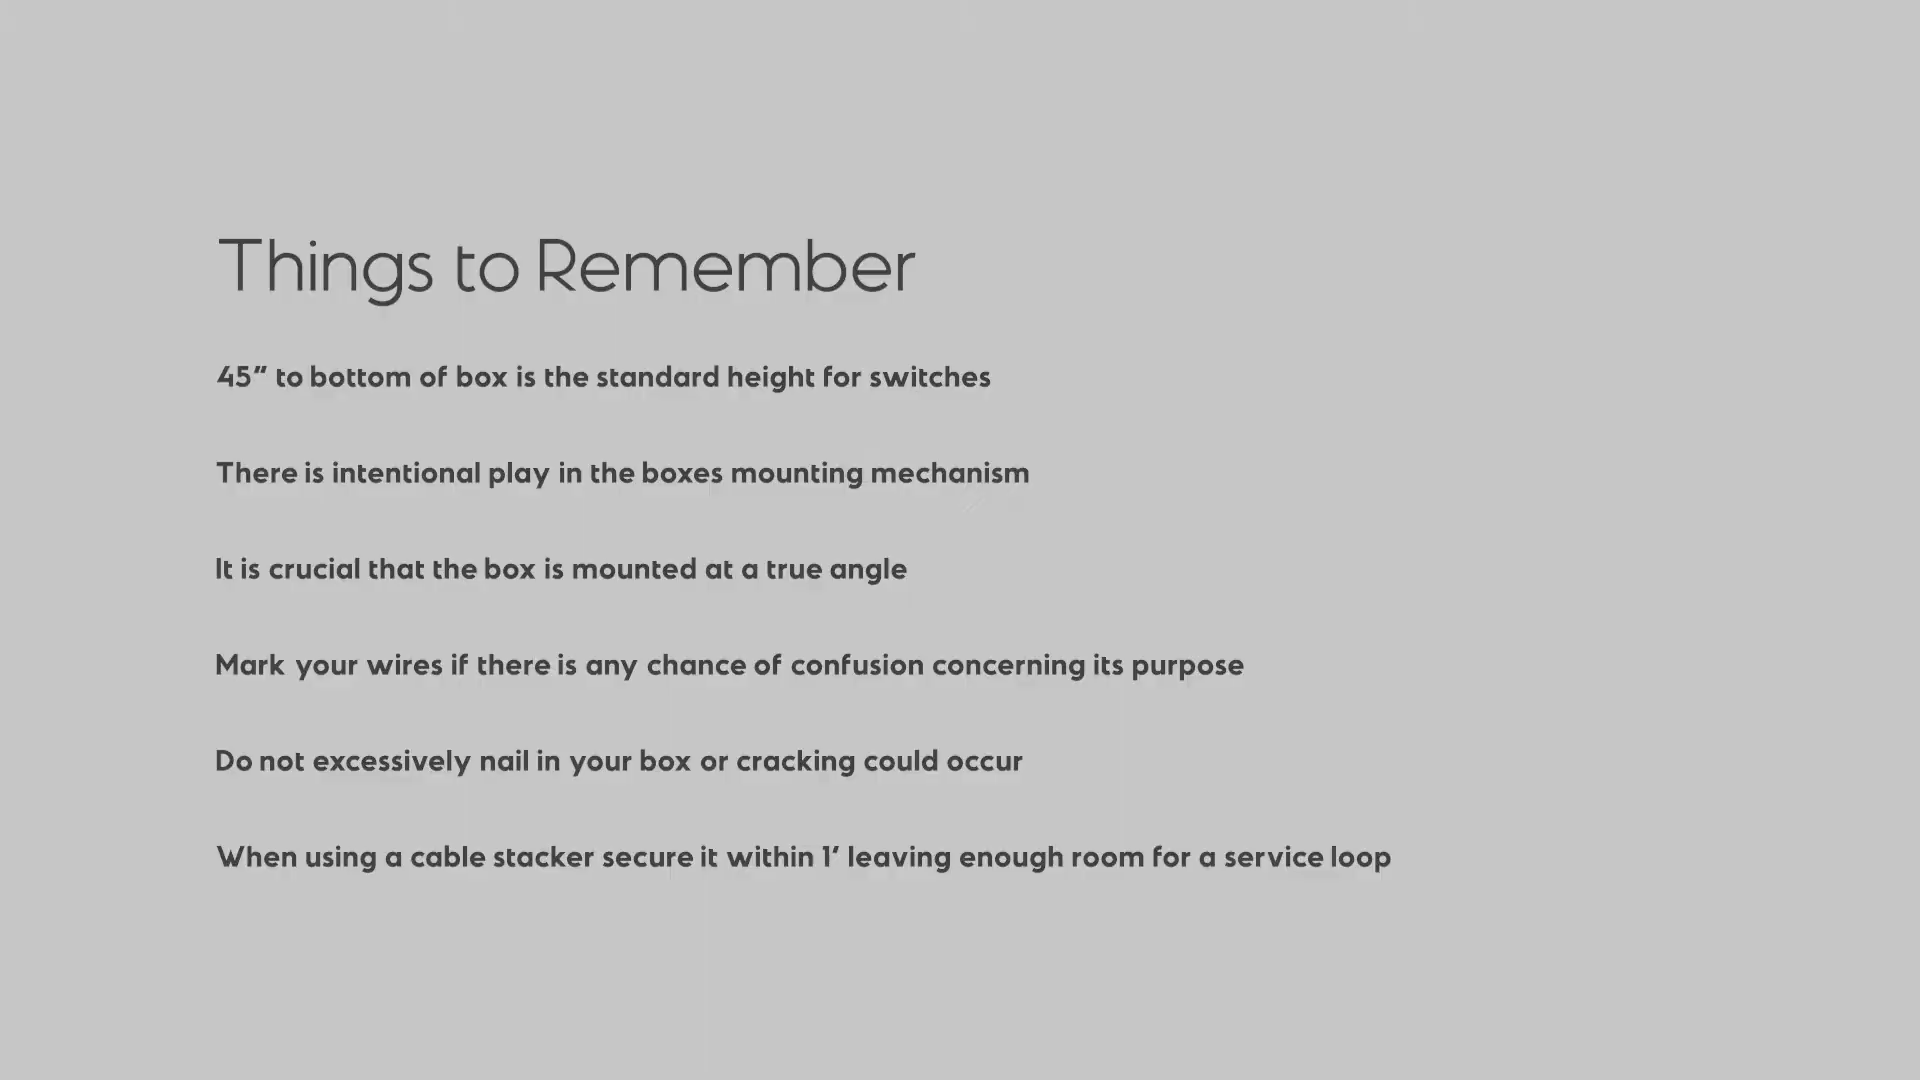 Things to Remember
45” to bottom of box is the standard height for switches
There is intentional play in the boxes mounting mechanism
It is crucial that the box is mounted at a true angle
Mark your wires if there is any chance of confusion concerning its purpose
Do not excessively nail in your box or cracking could occur
When using a cable stacker secure it within 1’ leaving enough room for a service loop